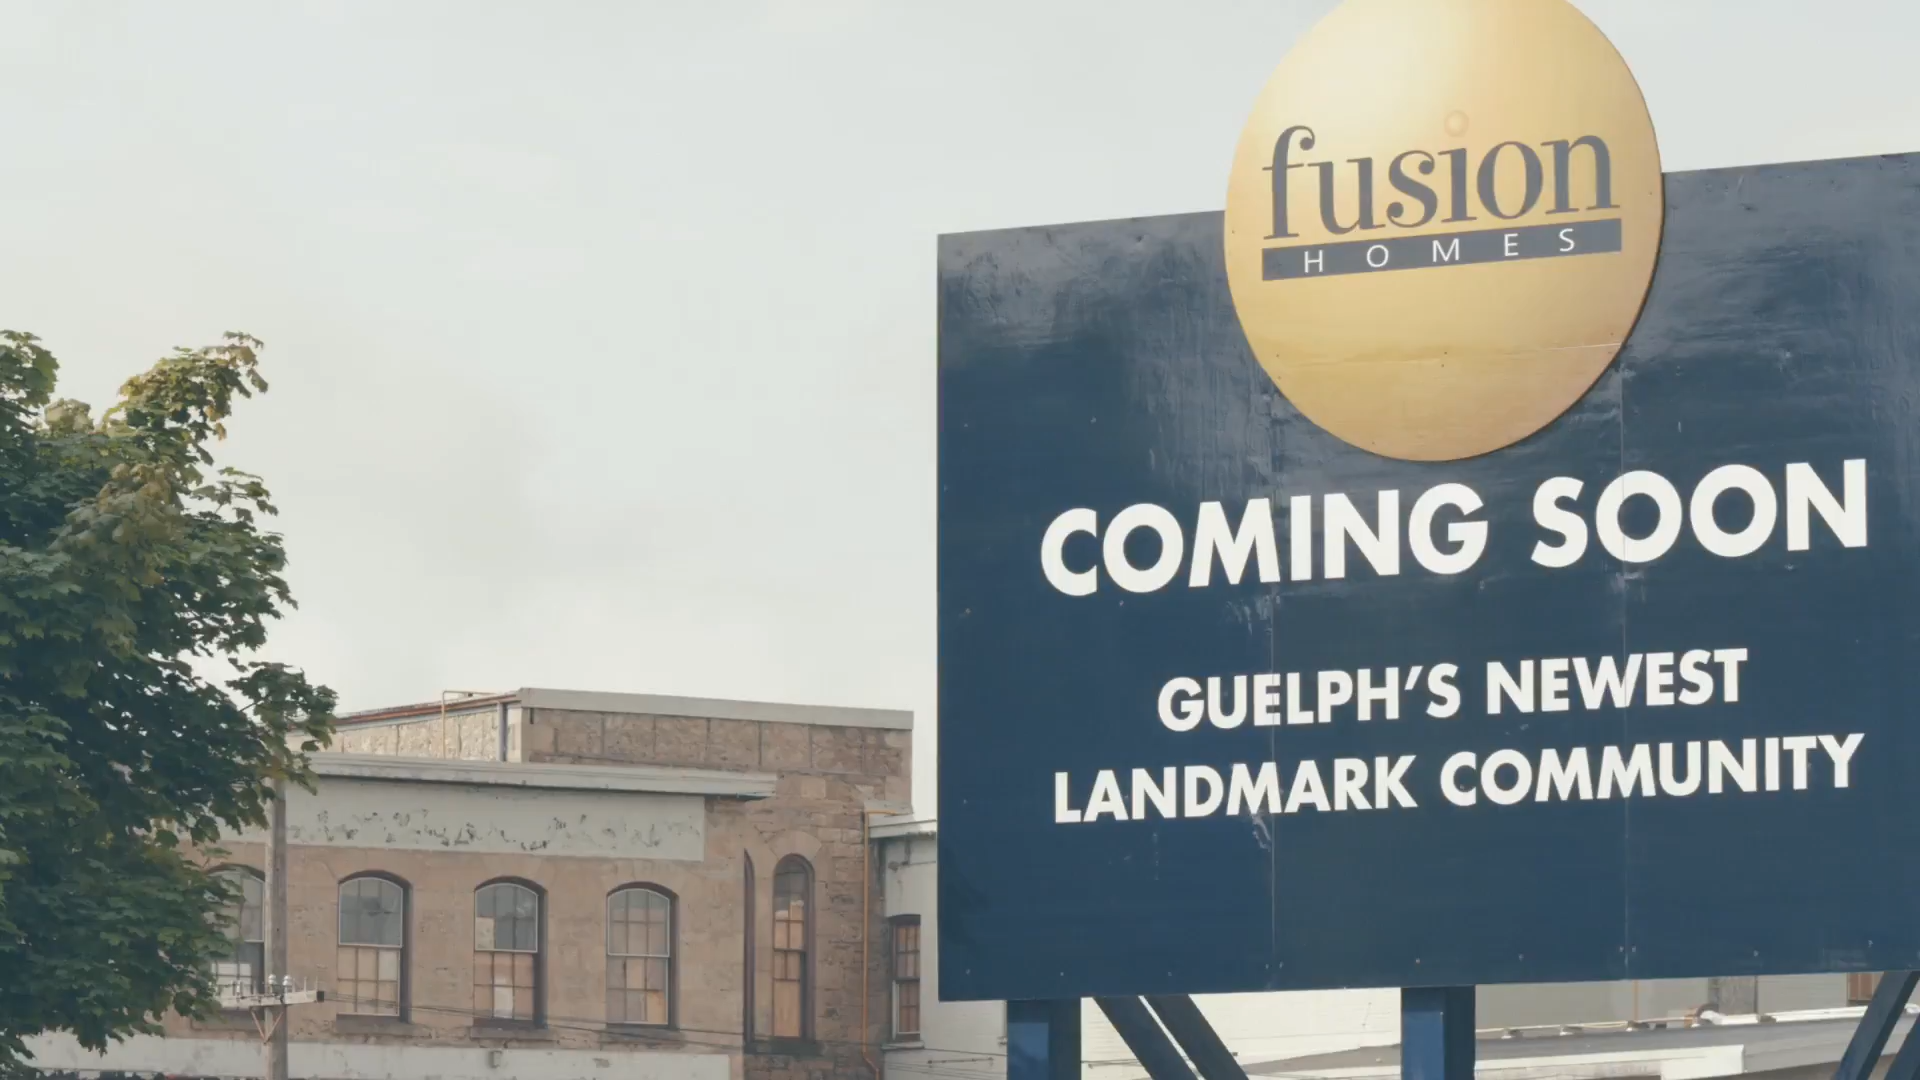 fusion
HOMES
COMING SOON
GUELPH'S NEWEST
LANDMARK COMMUNITY